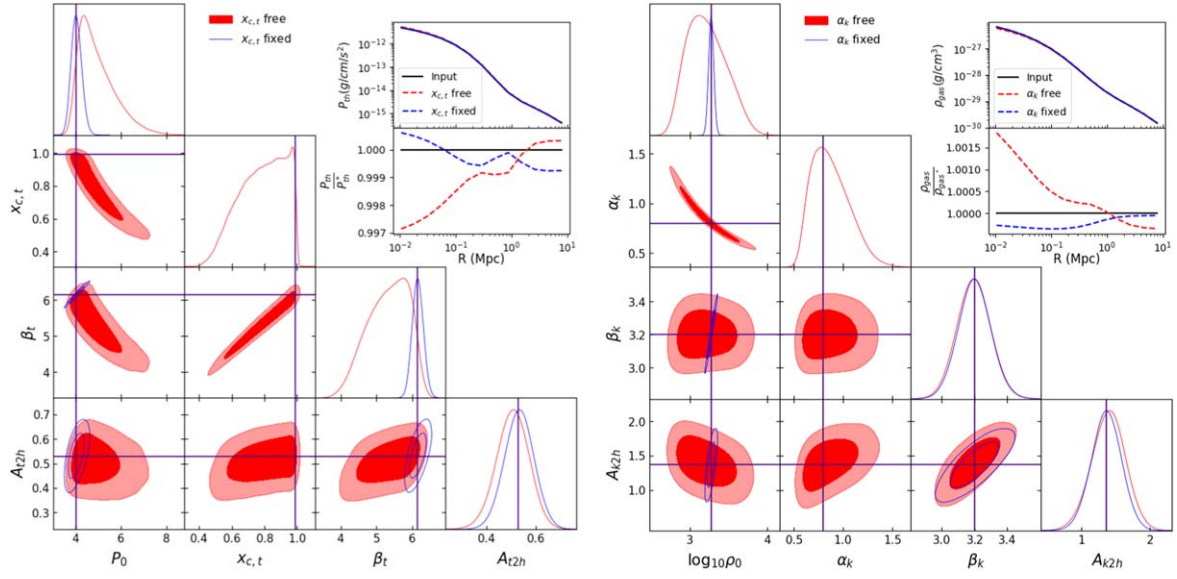 x_{c,t} free
x_{c,t} fixed
P_{th}(g/cm/s²)
10^{-12}
10^{-13}
10^{-14}
10^{-15}
Input
x_{c,t} free
x_{c,t} fixed
P_{th}/P*_{th}
1.000
0.999
0.998
0.997
10^{-2} 10^{-1} 10^0 10^1
R (Mpc)
x_{c,t}
1.0
0.8
0.6
0.4
β_t
6
5
4
A_{t2h}
0.7
0.6
0.5
0.4
0.3
4 6 8
0.4 0.6 0.8 1.0
4 5 6
0.4 0.6
P_0
x_{c,t}
β_t
A_{t2h}
α_k free
α_k fixed
ρ_{gas}(g/cm³)
10^{-27}
10^{-28}
10^{-29}
10^{-30}
Input
α_k free
α_k fixed
ρ_{gas}/ρ_{gas}*
1.0015
1.0010
1.0005
1.0000
10^{-2} 10^{-1} 10^0 10^1
R (Mpc)
α_k
1.5
1.0
0.5
β_k
3.4
3.2
3.0
A_{k2h}
2.0
1.5
1.0
3 4
0.5 1.0 1.5
3.0 3.2 3.4
1 2
log_{10}ρ_0
α_k
β_k
A_{k2h}